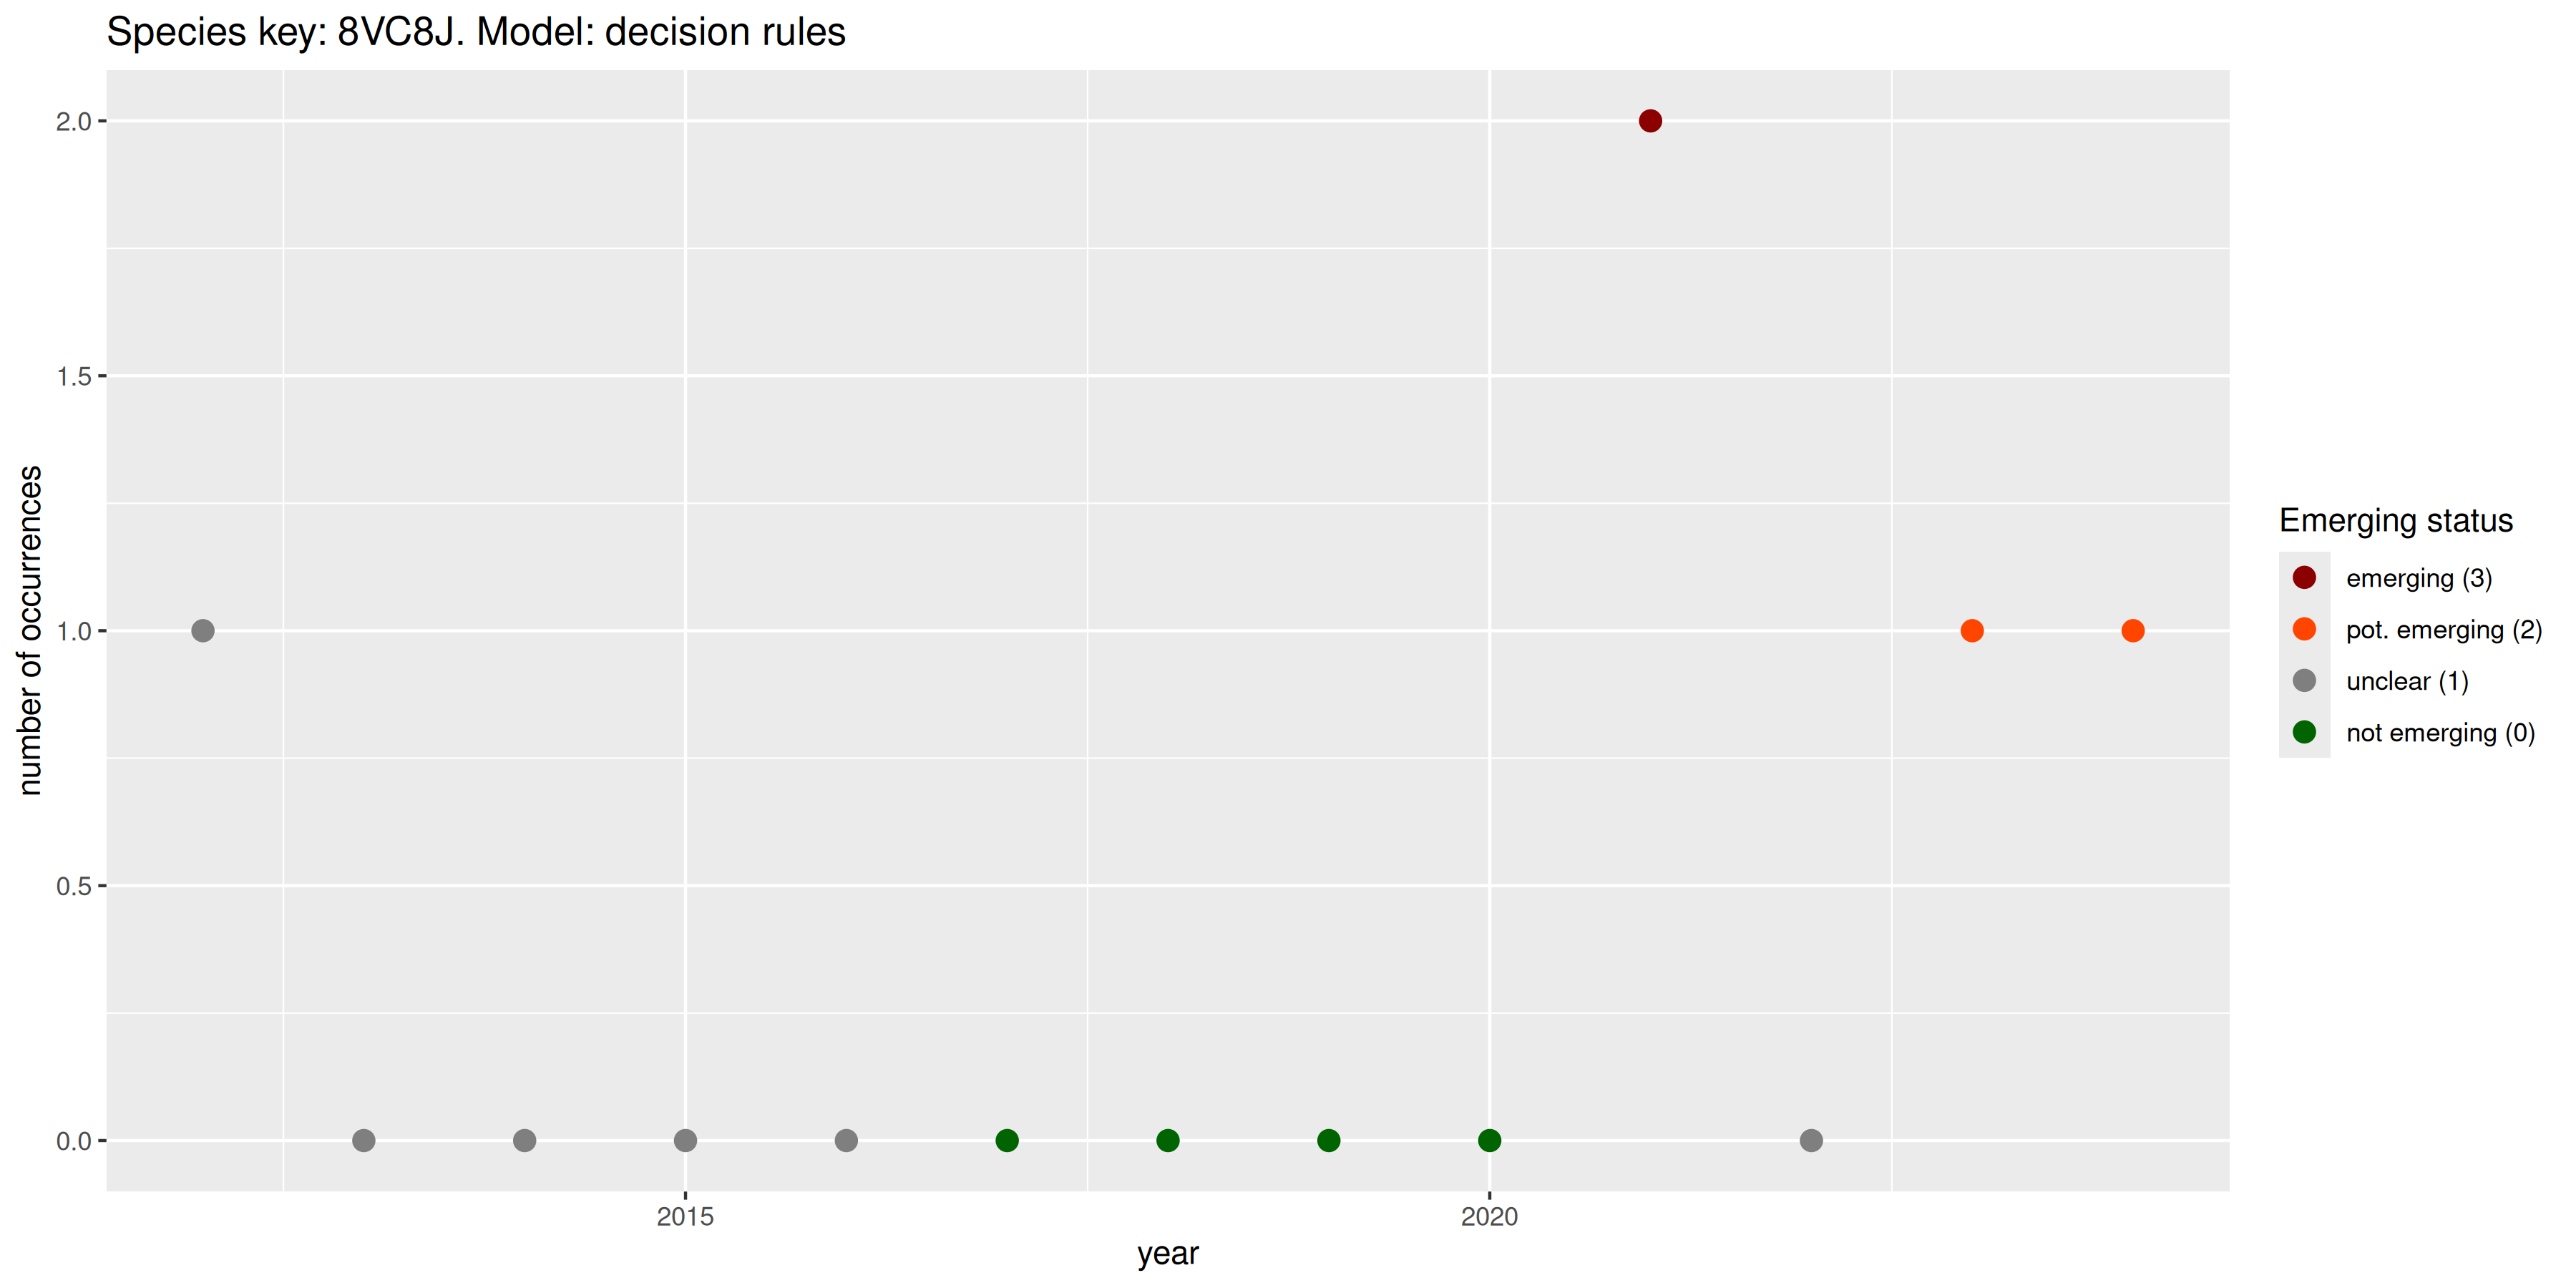 Species key: 8VC8J. Model: decision rules
number of occurrences
2.0
1.5
1.0
0.5
0.0
2015
2020
year
Emerging status
emerging (3)
pot. emerging (2)
unclear (1)
not emerging (0)